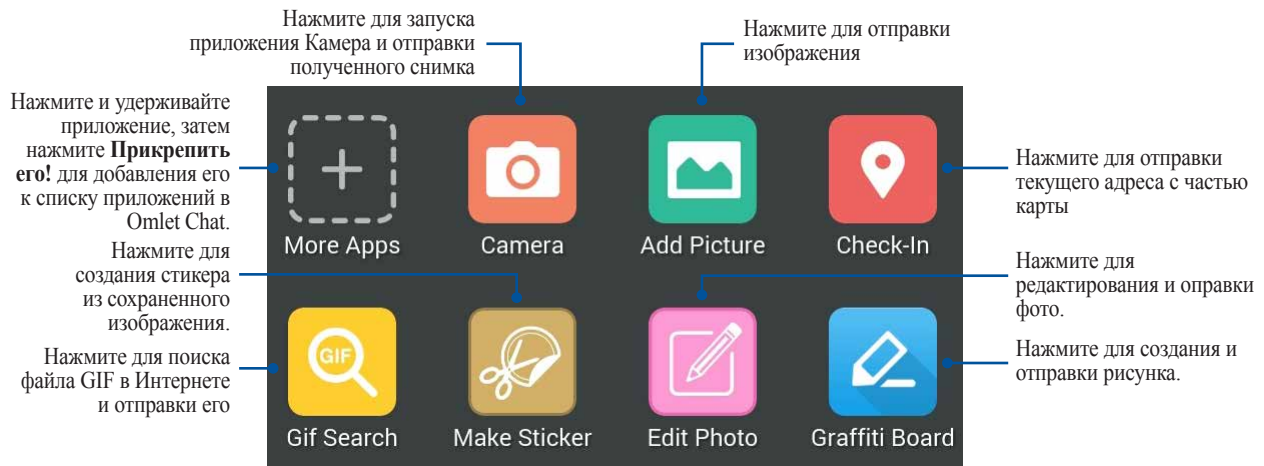 Нажмите для запуска
приложения Камера и отправки
полученного снимка
Нажмите для отправки
изображения
Нажмите и удерживайте
приложение, затем
нажмите Прикрепить
его! для добавления его
к списку приложений в
Omlet Chat.
Нажмите для отправки
текущего адреса с частью
карты
More Apps
Camera
Add Picture
Check-In
Нажмите для
создания стикера
из сохраненного
изображения.
Нажмите для
редактирования и оправки
фото.
Нажмите для поиска
файла GIF в Интернете
и отправки его
Нажмите для создания и
отправки рисунка.
GIF
Gif Search
Make Sticker
Edit Photo
Graffiti Board